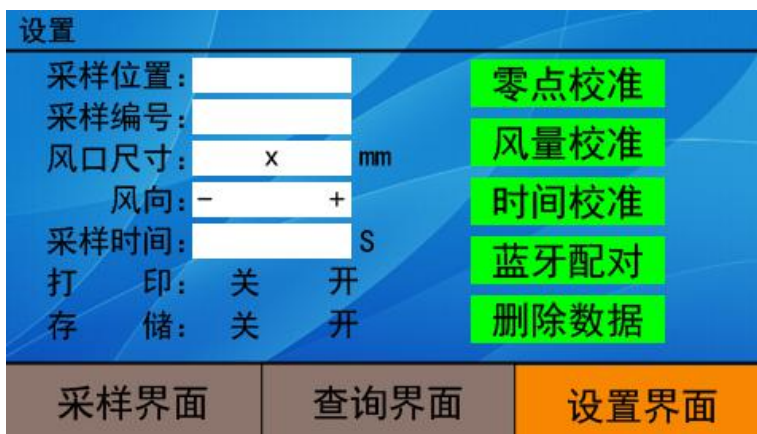 设置
采样位置：
采样编号：
风口尺寸： x mm
风向：－ ＋
采样时间： S
打 印： 关 开
存 储： 关 开
零点校准
风量校准
时间校准
蓝牙配对
删除数据
采样界面 查询界面 设置界面